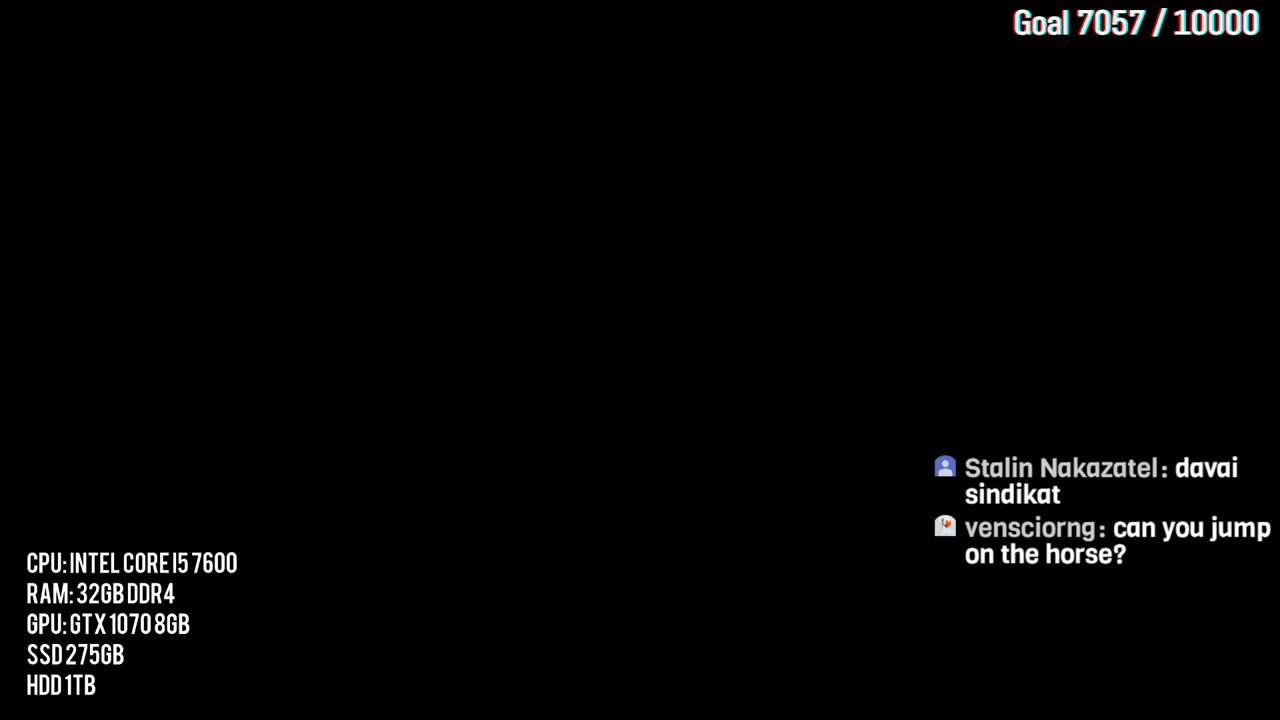 Goal 7057 / 10000
Stalin Nakazatel: davai
sindikat
vensciorng: can you jump
on the horse?
CPU: INTEL CORE I5 7600
RAM: 32GB DDR4
GPU: GTX 1070 8GB
SSD 275GB
HDD 1TB